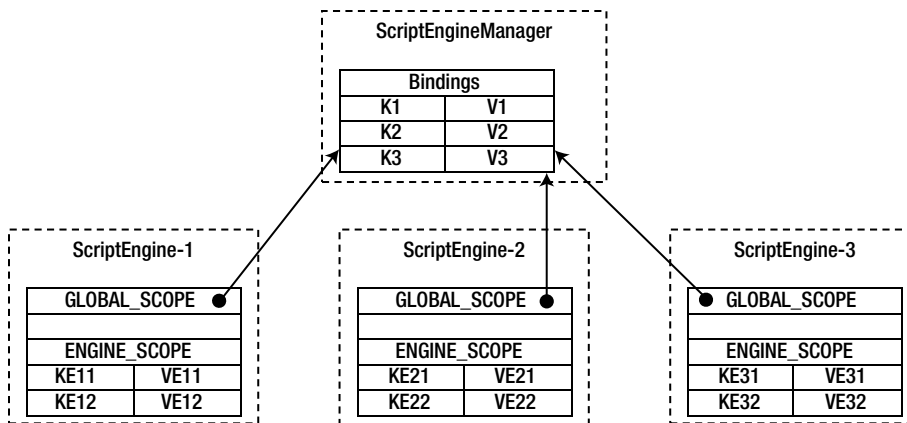 ScriptEngineManager
Bindings
K1 V1
K2 V2
K3 V3
ScriptEngine-1 ScriptEngine-2 ScriptEngine-3
GLOBAL_SCOPE GLOBAL_SCOPE GLOBAL_SCOPE
ENGINE_SCOPE ENGINE_SCOPE ENGINE_SCOPE
KE11 VE11 KE21 VE21 KE31 VE31
KE12 VE12 KE22 VE22 KE32 VE32